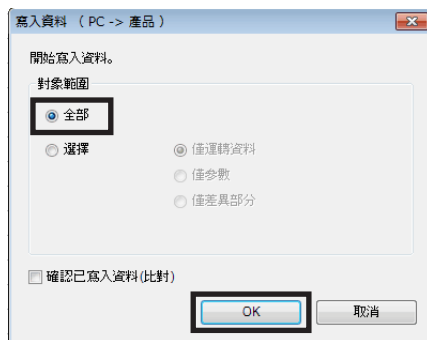 寫入資料 （ PC -> 產品 ）
開始寫入資料。
對象範圍
全部
選擇
僅運轉資料
僅參數
僅差異部分
確認已寫入資料(比對)
OK
取消